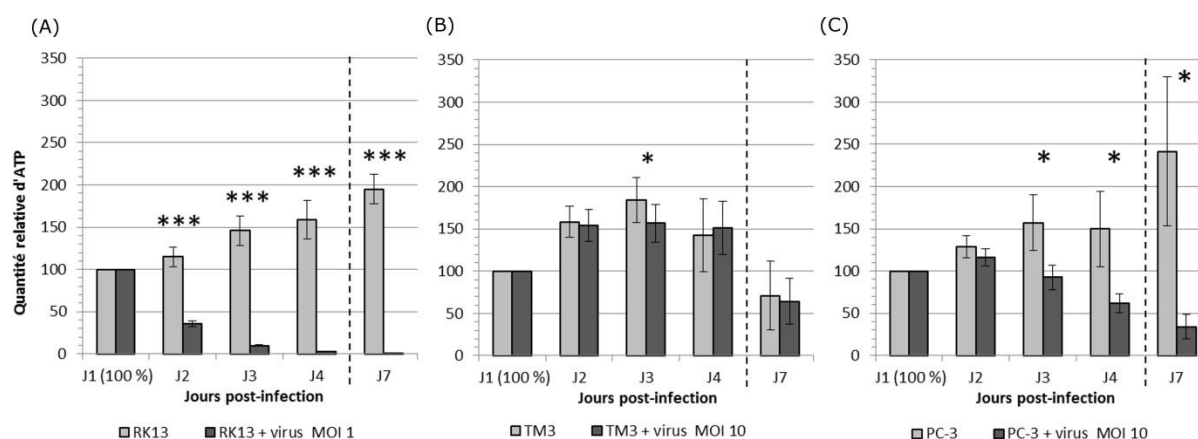 (A)
(B)
(C)
Quantité relative d'ATP
350
300
250
200
150
100
50
0
***
***
***
***
J1 (100 %) J2 J3 J4 J7
Jours post-infection
RK13 RK13 + virus MOI 1
350
300
250
200
150
100
50
0
*
J1 (100 %) J2 J3 J4 J7
Jours post-infection
TM3 TM3 + virus MOI 10
350
300
250
200
150
100
50
0
*
*
*
J1 (100 %) J2 J3 J4 J7
Jours post-infection
PC-3 PC-3 + virus MOI 10